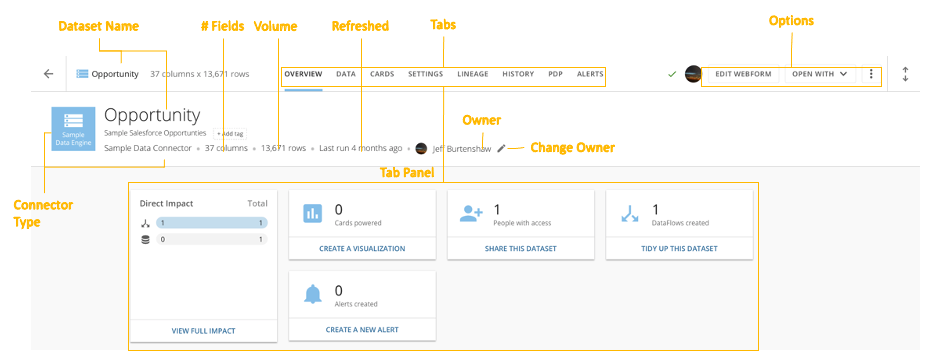 Dataset Name
# Fields
Volume
Refreshed
Tabs
Options
Opportunity 37 columns x 13,671 rows
OVERVIEW DATA CARDS SETTINGS LINEAGE HISTORY PDP ALERTS
EDIT WEBFORM OPEN WITH
Sample
Data Engine
Opportunity
Sample Salesforce Opportunties + Add tag
Sample Data Connector • 37 columns • 13,671 rows • Last run 4 months ago • Jeff Burtenshaw
Owner
Change Owner
Tab Panel
Connector
Type
Direct Impact Total
1 1
0 1
VIEW FULL IMPACT
0
Cards powered
CREATE A VISUALIZATION
1
People with access
SHARE THIS DATASET
1
DataFlows created
TIDY UP THIS DATASET
0
Alerts created
CREATE A NEW ALERT